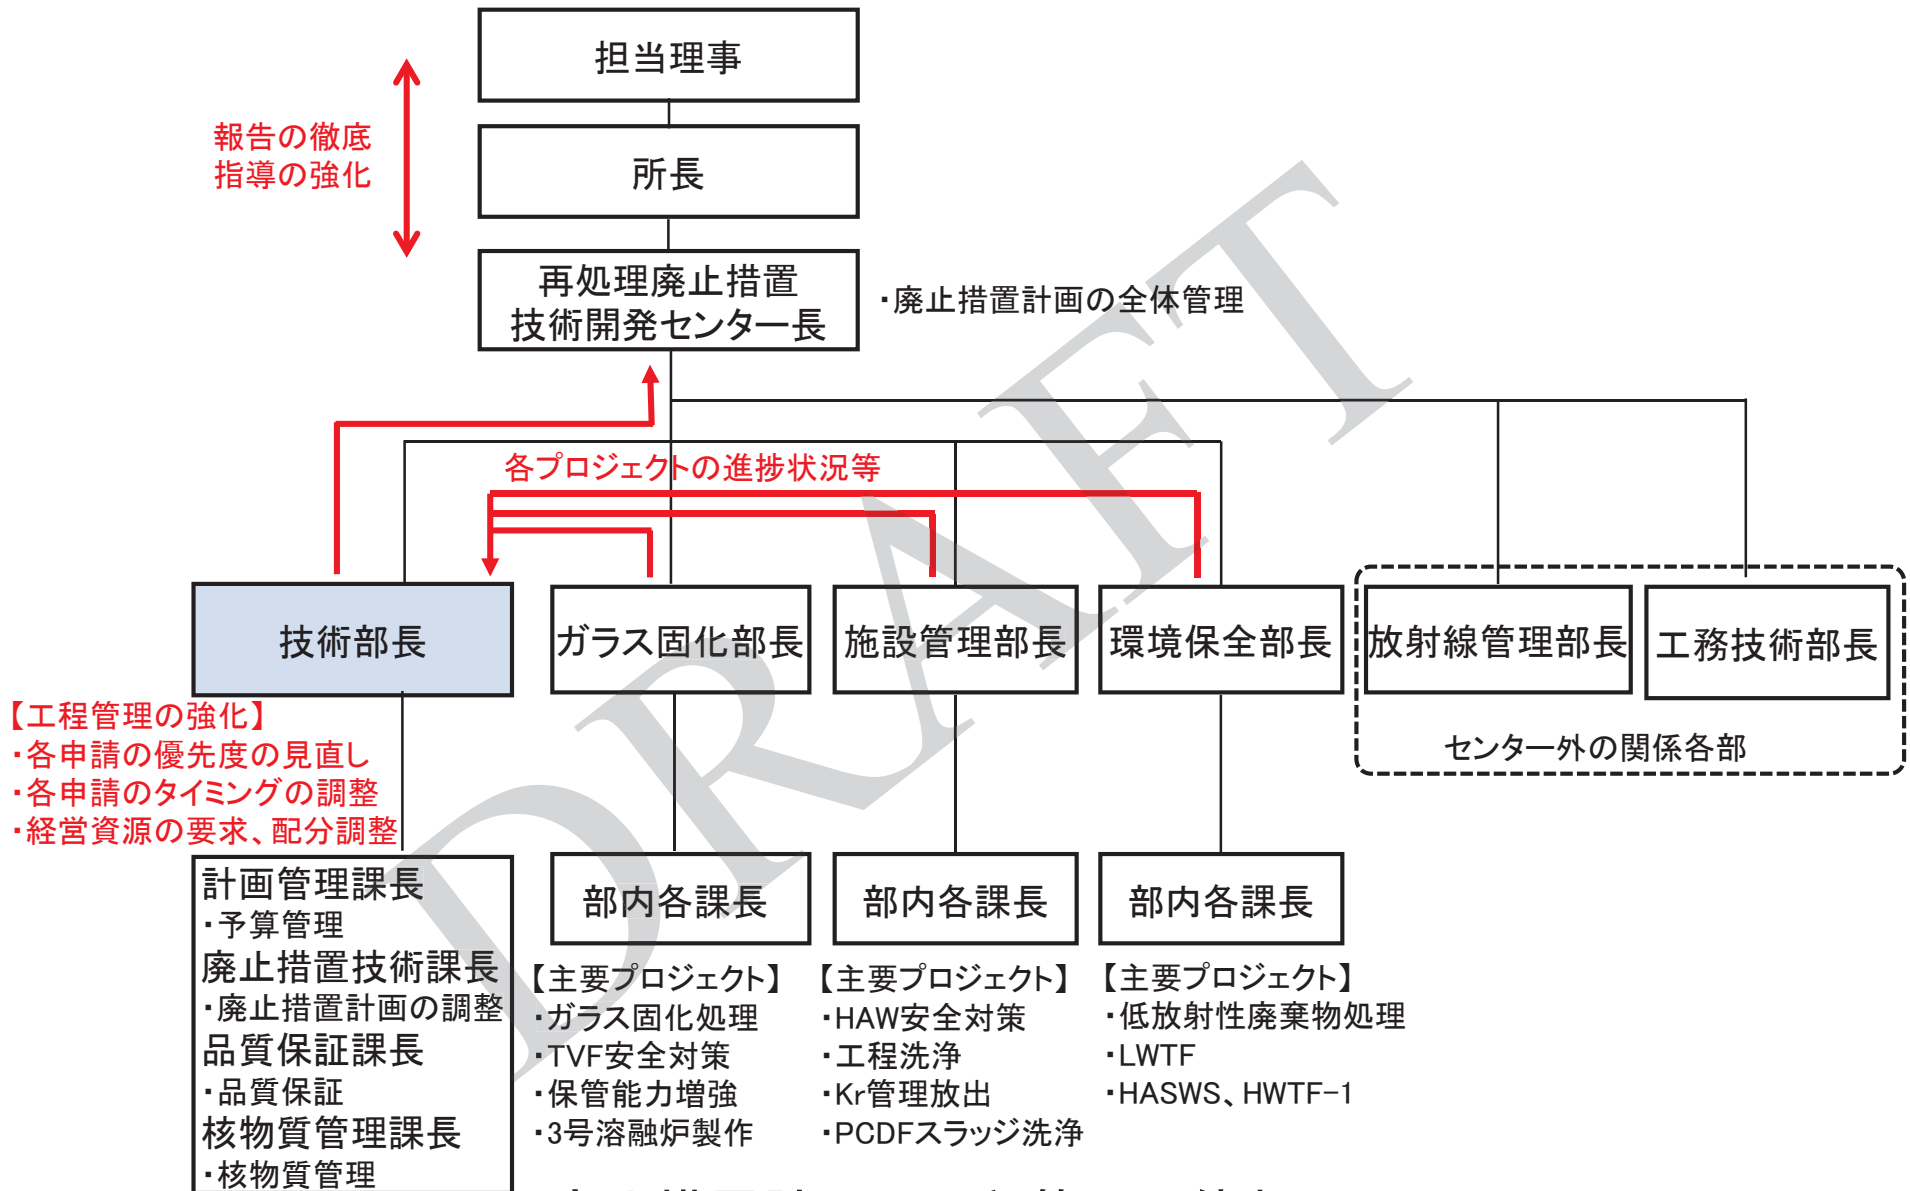 担当理事
報告の徹底
指導の強化
所長
再処理廃止措置
技術開発センター長
・廃止措置計画の全体管理
各プロジェクトの進捗状況等
技術部長
ガラス固化部長
施設管理部長
環境保全部長
放射線管理部長
工務技術部長
センター外の関係各部
【工程管理の強化】
・各申請の優先度の見直し
・各申請のタイミングの調整
・経営資源の要求、配分調整
計画管理課長
・予算管理
廃止措置技術課長
・廃止措置計画の調整
品質保証課長
・品質保証
核物質管理課長
・核物質管理
部内各課長
【主要プロジェクト】
・ガラス固化処理
・TVF安全対策
・保管能力増強
・3号溶融炉製作
部内各課長
【主要プロジェクト】
・HAW安全対策
・工程洗浄
・Kr管理放出
・PCDFスラッジ洗浄
部内各課長
【主要プロジェクト】
・低放射性廃棄物処理
・LWTF
・HASWS、HWTF-1
DRAFT